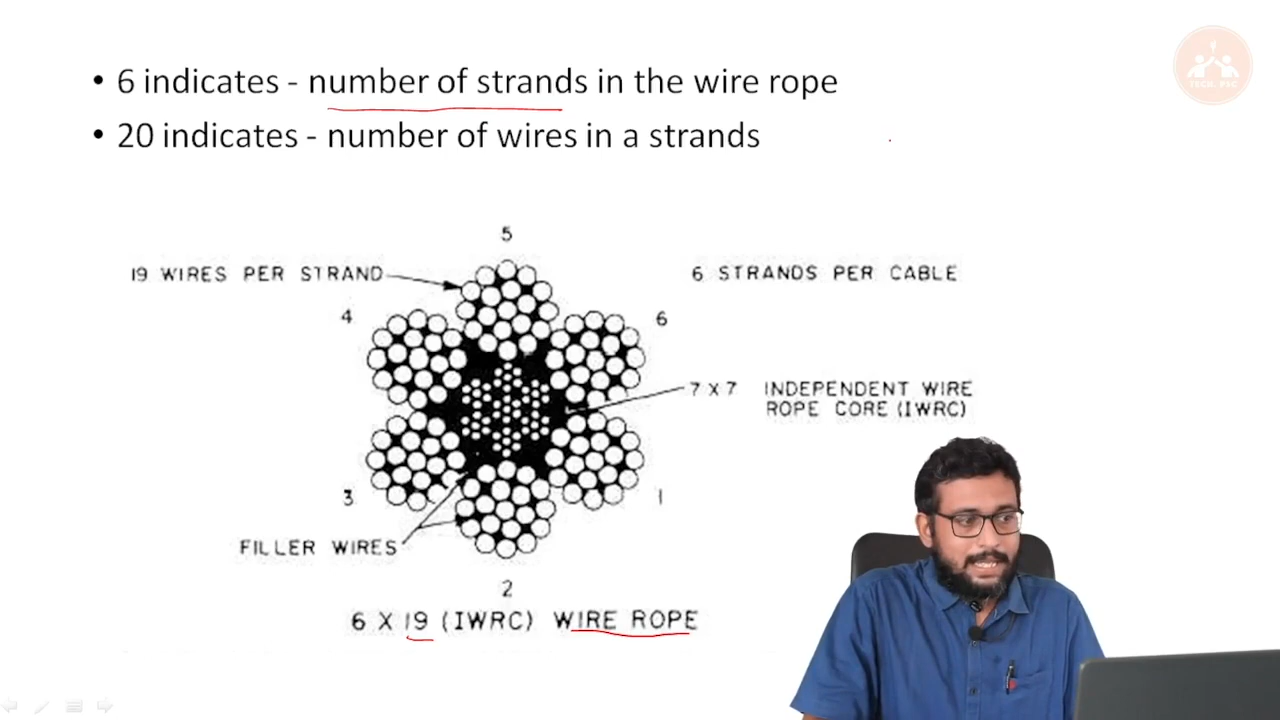 • 6 indicates - number of strands in the wire rope
• 20 indicates - number of wires in a strands
TECH. PSC
5
19 WIRES PER STRAND
6 STRANDS PER CABLE
4
6
7 X 7 INDEPENDENT WIRE
ROPE CORE (IWRC)
3
1
FILLER WIRES
2
6 X 19 (IWRC) WIRE ROPE